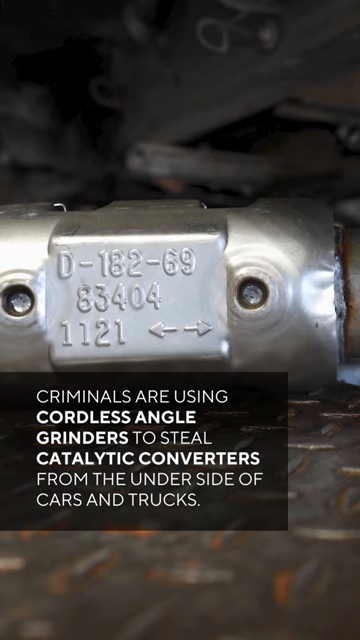 D-182-69
83404
1121 ←→
CRIMINALS ARE USING
CORDLESS ANGLE
GRINDERS TO STEAL
CATALYTIC CONVERTERS
FROM THE UNDER SIDE OF
CARS AND TRUCKS.